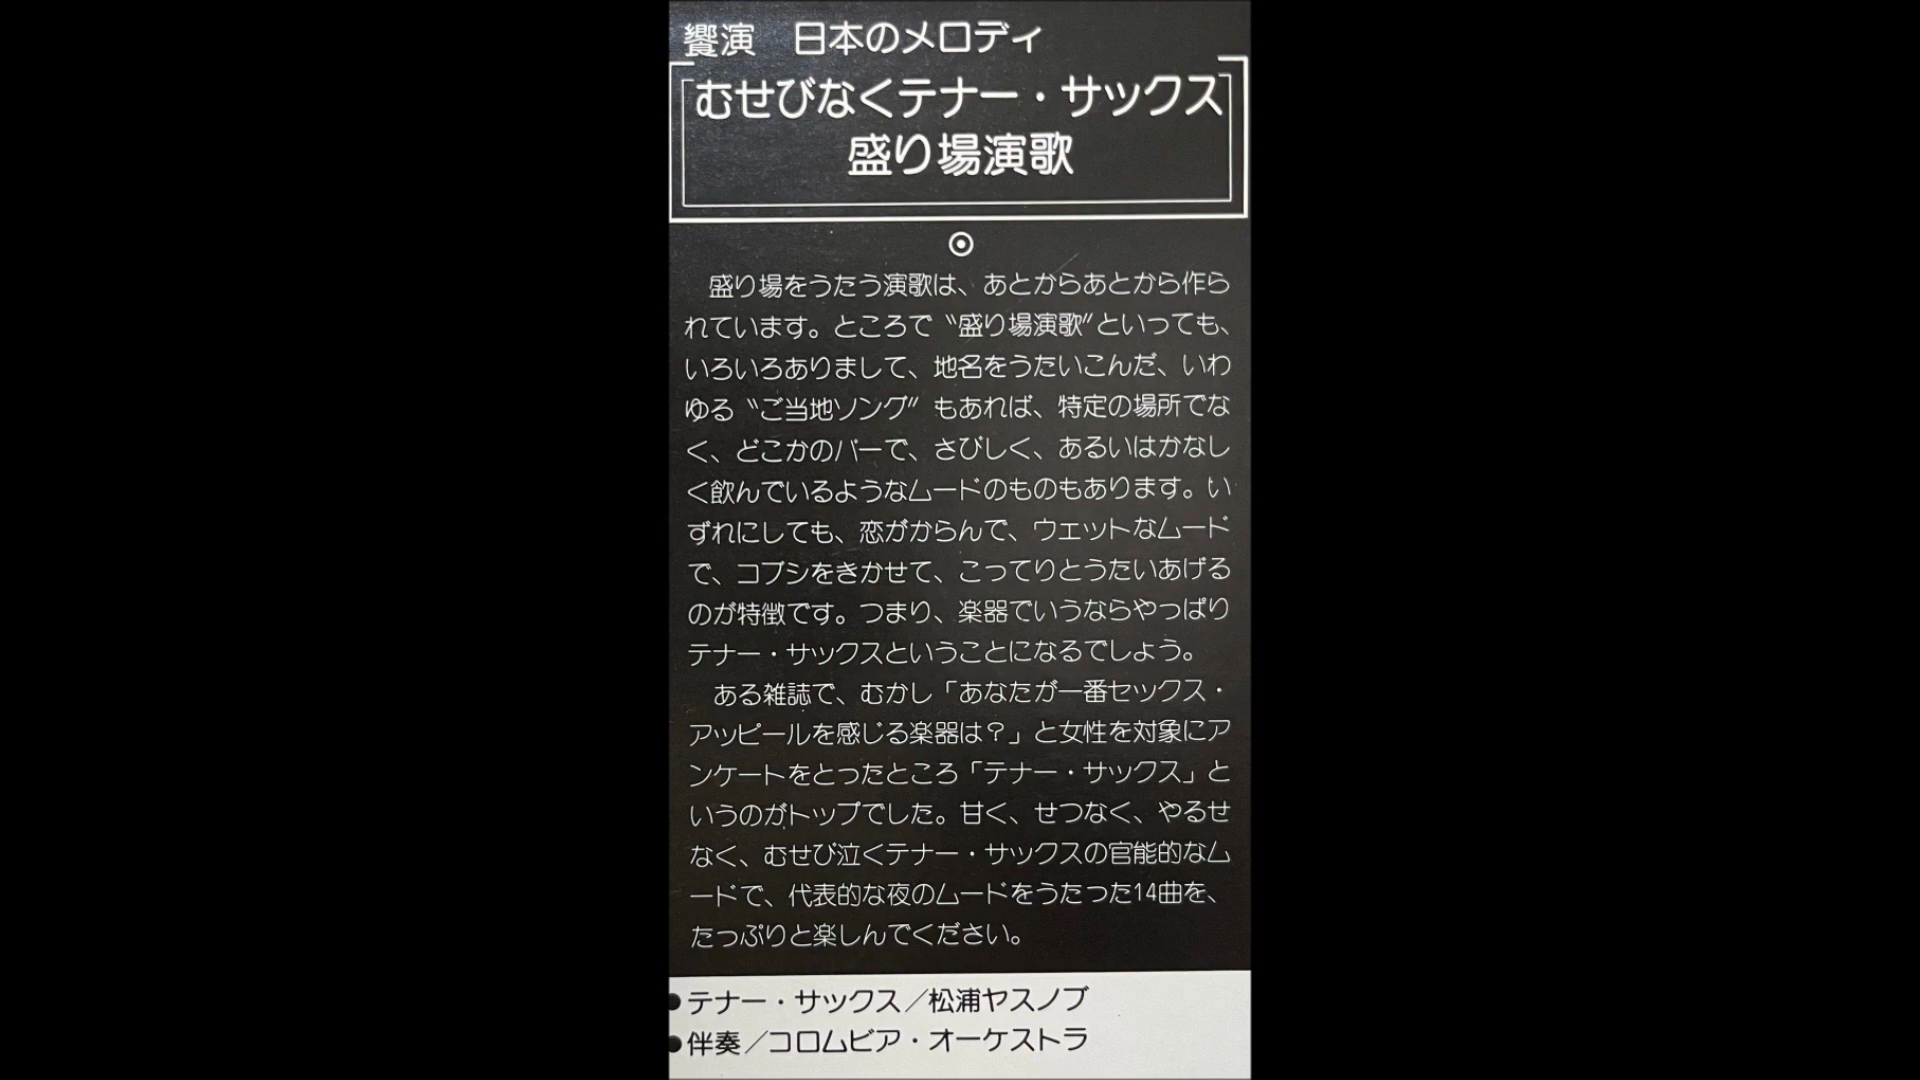 饗演　日本のメロディ
むせびなくテナー・サックス
盛り場演歌
　盛り場をうたう演歌は、あとからあとから作ら
れています。ところで〝盛り場演歌〞といっても、
いろいろありまして、地名をうたいこんだ、いわ
ゆる〝ご当地ソング〞もあれば、特定の場所でな
く、どこかのバーで、さびしく、あるいはかなし
く飲んでいるようなムードのものもあります。い
ずれにしても、恋がからんで、ウエットなムード
で、コブシをきかせて、こってりとうたいあげる
のが特徴です。つまり、楽器でいうならやっぱり
テナー・サックスということになるでしょう。
　ある雑誌で、むかし「あなたが一番セックス・
アッピールを感じる楽器は？」と女性を対象にア
ンケートをとったところ「テナー・サックス」と
いうのがトップでした。甘く、せつなく、やるせ
なく、むせび泣くテナー・サックスの官能的なム
ードで、代表的な夜のムードをうたった14曲を、
たっぷりと楽しんでください。
●テナー・サックス／松浦ヤスノブ
●伴奏／コロムビア・オーケストラ